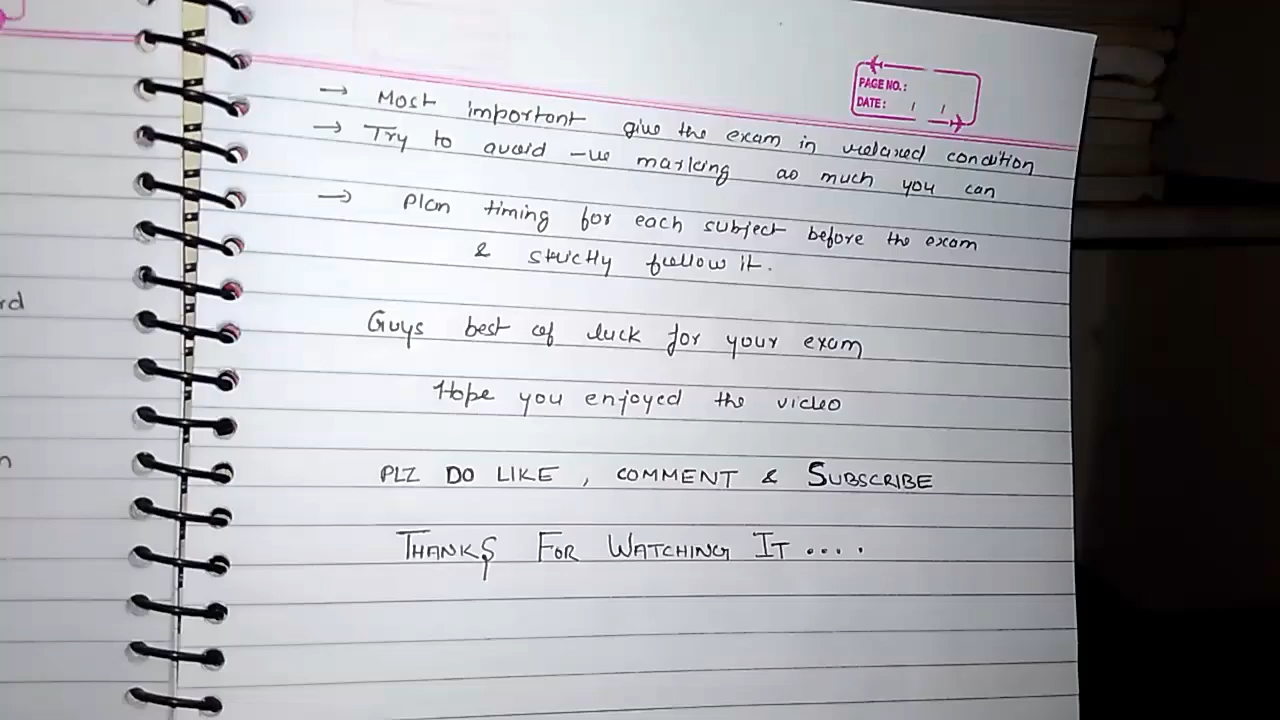 PAGE NO.:
DATE: / /
→ Most important give the exam in relaxed condition
→ Try to avoid -ve marking as much you can
→ Plan timing for each subject before the exam
& strictly follow it.
Guys best of luck for your exam
Hope you enjoyed the video
PLZ DO LIKE , COMMENT & SUBSCRIBE
THANKS FOR WATCHING IT ....
rd
n